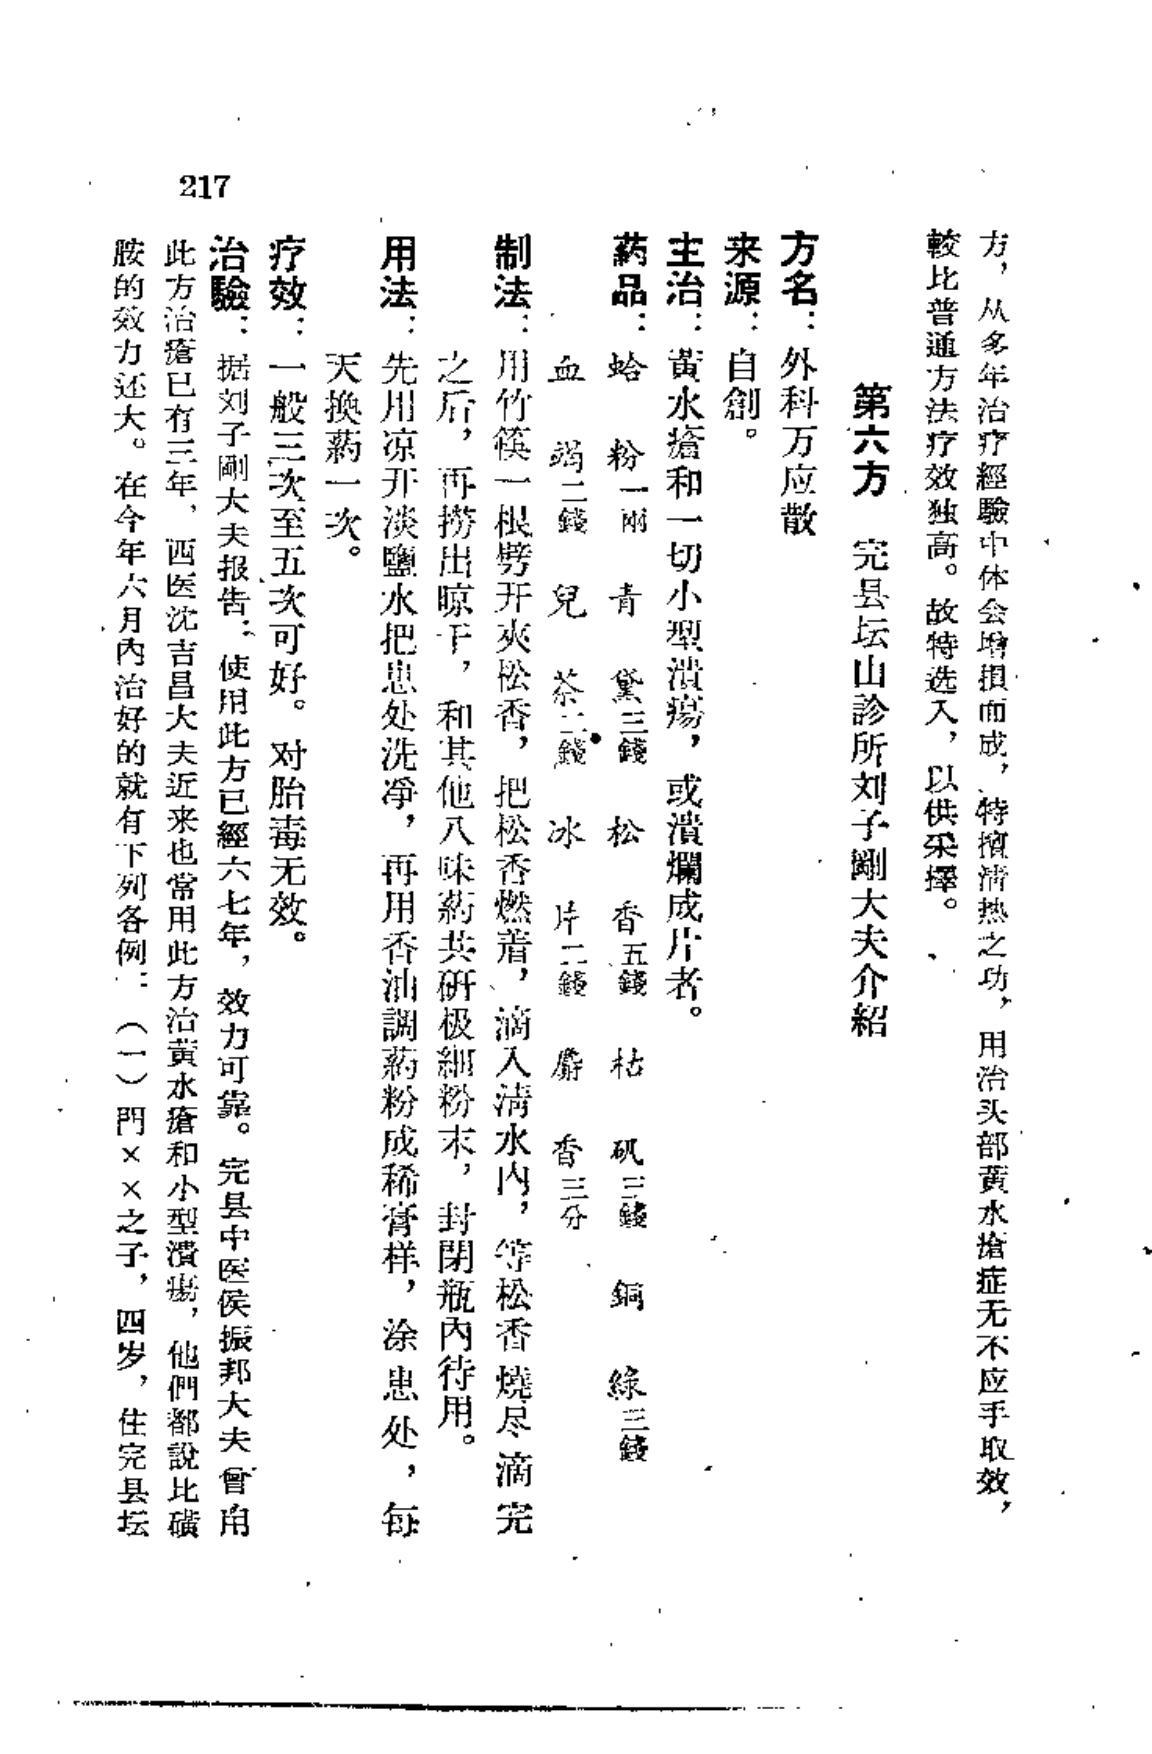 方，从多年治疗經驗中体会增損而成，特擅清热之功，用治头部黄水瘡症无不应手取效，
較比普通方法疗效独高。故特选入，以供采擇。
第六方　完县坛山診所刘子剛大夫介紹
方名：外科万应散
来源：自創。
主治：黃水瘡和一切小型潰瘍，或潰爛成片者。
葯品：蛤粉一兩　青黛三錢　松香五錢　枯矾三錢　銅綠三錢
血竭二錢　兒茶二錢　冰片二錢　麝香三分
制法：用竹筷一根劈开夾松香，把松香燃着，滴入清水內，等松香燒尽滴完
之后，再捞出晾干，和其他八味葯共研极細粉末，封閉瓶內待用。
用法：先用凉开淡鹽水把患处洗净，再用香油調葯粉成稀膏样，涂患处，每
天換葯一次。
疗效：一般三次至五次可好。对胎毒无效。
治驗：据刘子剛大夫报告：使用此方已經六七年，效力可靠。完县中医侯振邦大夫曾用
此方治瘡已有三年，西医沈吉昌大夫近来也常用此方治黄水瘡和小型潰瘍，他們都說比磺
胺的效力还大。在今年六月內治好的就有下列各例：（一）門××之子，四岁，住完县坛
217